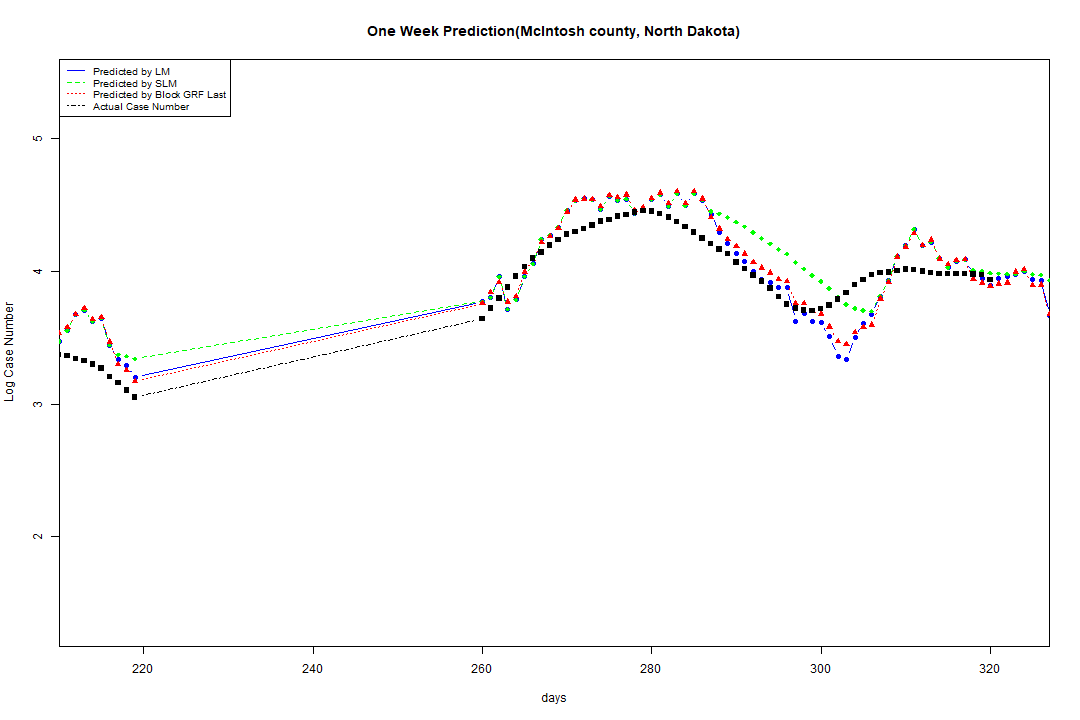 One Week Prediction(McIntosh county, North Dakota)
Predicted by LM
Predicted by SLM
Predicted by Block GRF Last
Actual Case Number
5
4
3
2
Log Case Number
220 240 260 280 300 320
days